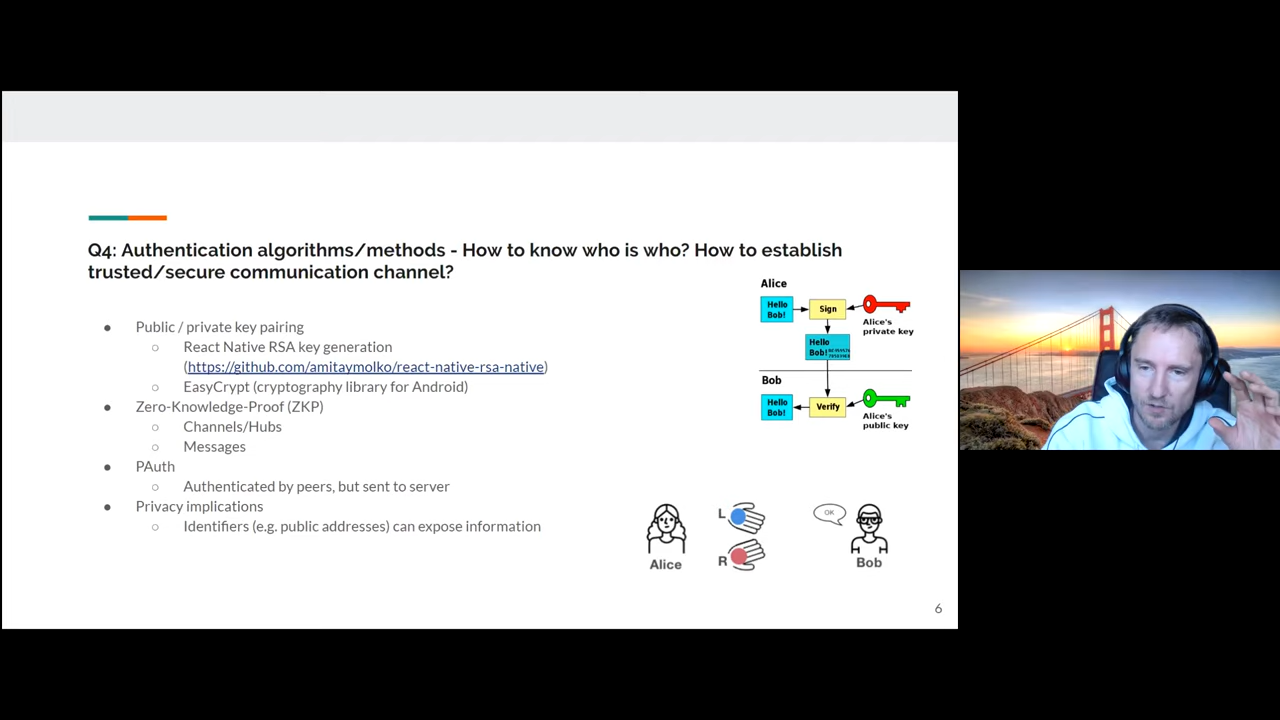 Q4: Authentication algorithms/methods - How to know who is who? How to establish
trusted/secure communication channel?
● Public / private key pairing
○ React Native RSA key generation
(https://github.com/amitaymolko/react-native-rsa-native)
○ EasyCrypt (cryptography library for Android)
● Zero-Knowledge-Proof (ZKP)
○ Channels/Hubs
○ Messages
● PAuth
○ Authenticated by peers, but sent to server
● Privacy implications
○ Identifiers (e.g. public addresses) can expose information
Alice
Hello
Bob!
Sign
Alice's
private key
Hello
Bob!
Bob
Hello
Bob!
Verify
Alice's
public key
L
R
OK
Alice
Bob
6